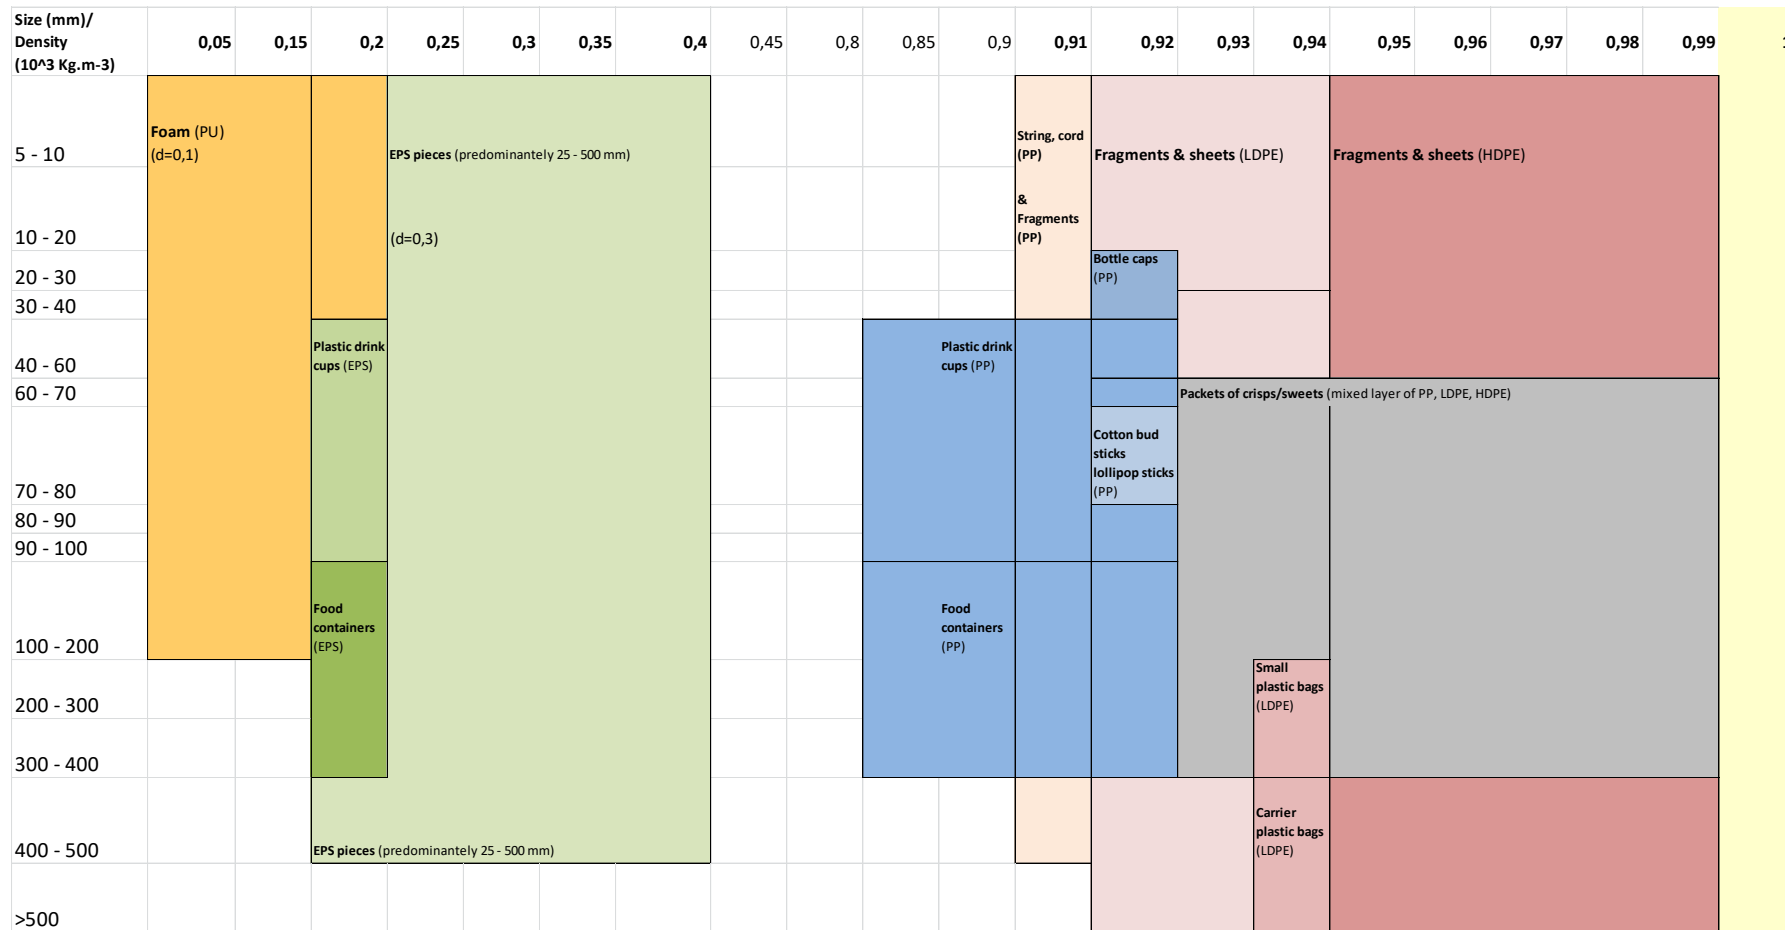 Size (mm)/
Density
(10^3 Kg.m-3)
0,05 0,15 0,2 0,25 0,3 0,35 0,4 0,45 0,8 0,85 0,9 0,91 0,92 0,93 0,94 0,95 0,96 0,97 0,98 0,99
Foam (PU)
(d=0,1)
5 - 10
EPS pieces (predominantely 25 - 500 mm)
String, cord
(PP)
Fragments & sheets (LDPE)
Fragments & sheets (HDPE)
&
Fragments
(PP)
10 - 20
(d=0,3)
20 - 30
Bottle caps
(PP)
30 - 40
40 - 60
Plastic drink
cups (EPS)
Plastic drink
cups (PP)
60 - 70
Packets of crisps/sweets (mixed layer of PP, LDPE, HDPE)
70 - 80
Cotton bud
sticks
lollipop sticks
(PP)
80 - 90
90 - 100
100 - 200
Food
containers
(EPS)
Food
containers
(PP)
200 - 300
Small
plastic bags
(LDPE)
300 - 400
400 - 500
EPS pieces (predominantely 25 - 500 mm)
Carrier
plastic bags
(LDPE)
>500